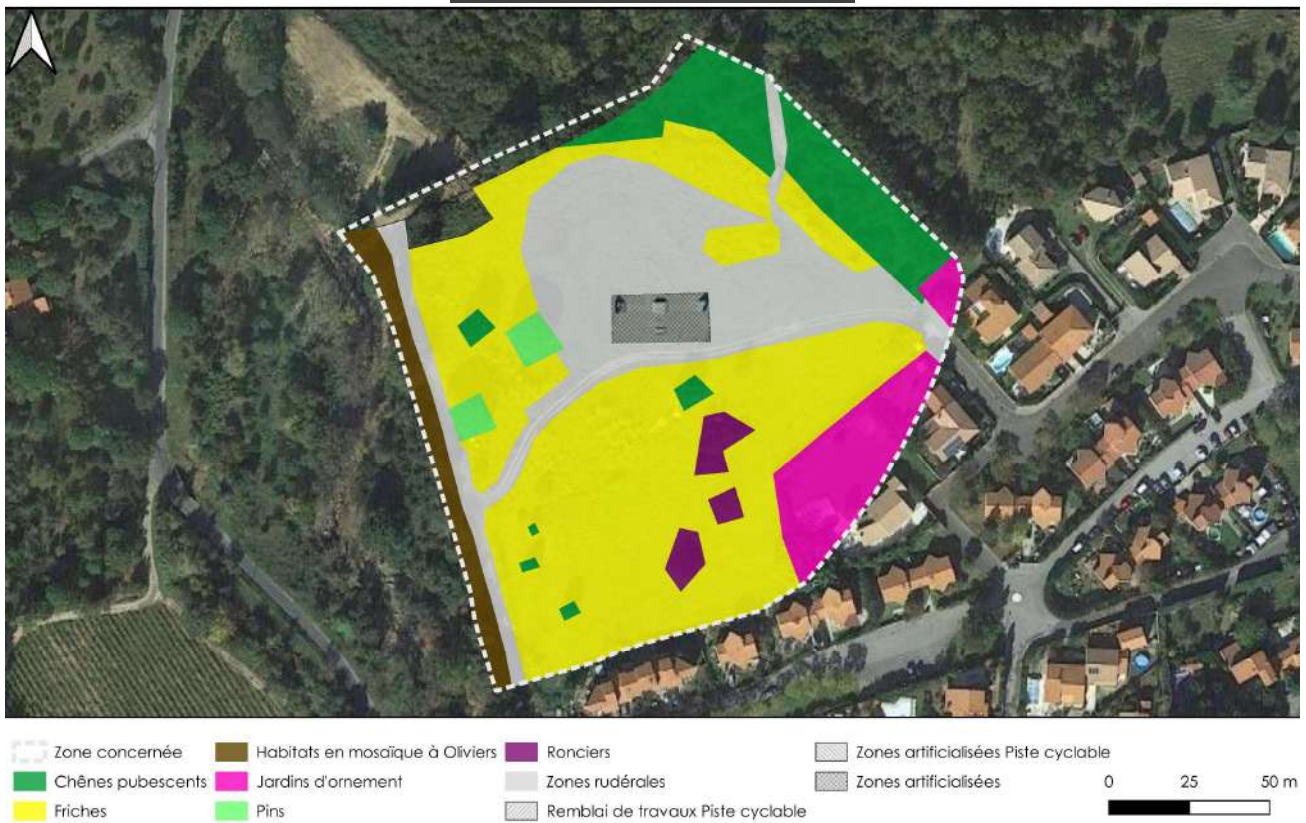 Zone concernée
Habitats en mosaïque à Oliviers
Ronciers
Zones artificialisées Piste cyclable
Chênes pubescents
Jardins d'ornement
Zones rudérales
Zones artificialisées
0 25 50 m
Friches
Pins
Remblai de travaux Piste cyclable